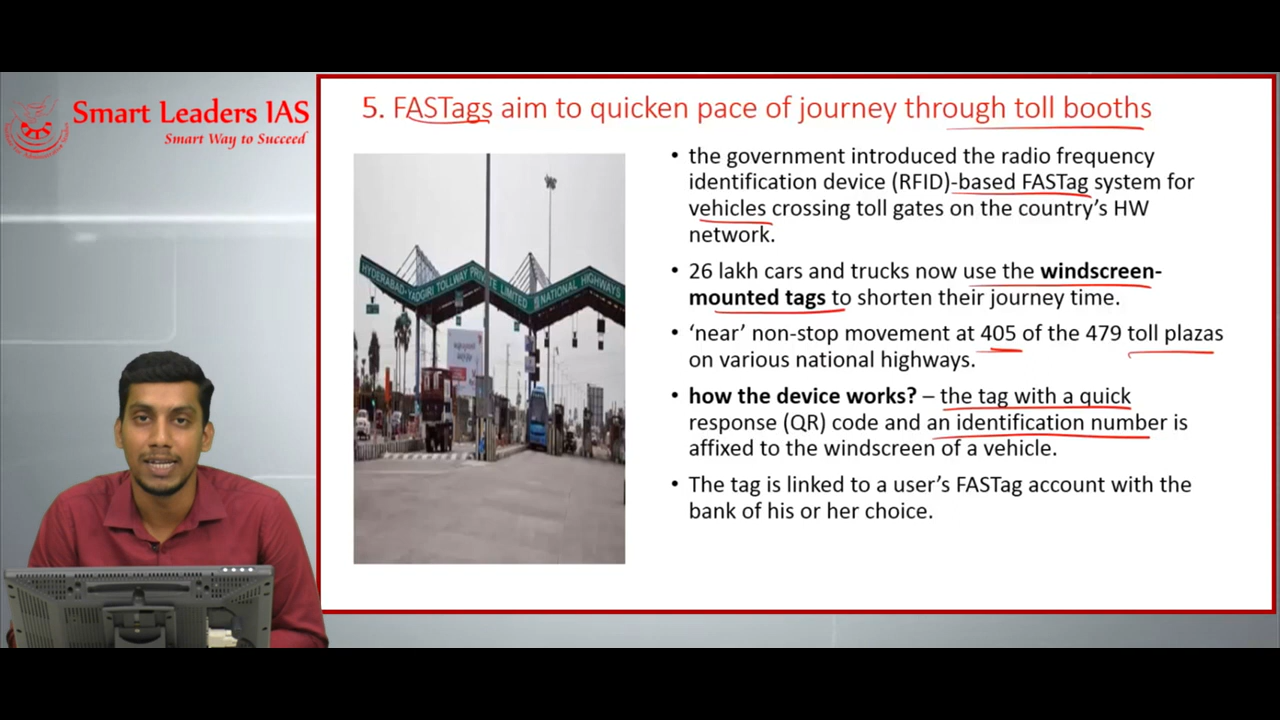 Smart Leaders IAS
Smart Way to Succeed
5. FASTags aim to quicken pace of journey through toll booths
• the government introduced the radio frequency
identification device (RFID)-based FASTag system for
vehicles crossing toll gates on the country's HW
network.
• 26 lakh cars and trucks now use the windscreen-
mounted tags to shorten their journey time.
• ‘near’ non-stop movement at 405 of the 479 toll plazas
on various national highways.
• how the device works? – the tag with a quick
response (QR) code and an identification number is
affixed to the windscreen of a vehicle.
• The tag is linked to a user's FASTag account with the
bank of his or her choice.
HYDERABAD-YADGIRI TOLLWAY PRIVATE LIMITED
NATIONAL HIGHWAYS